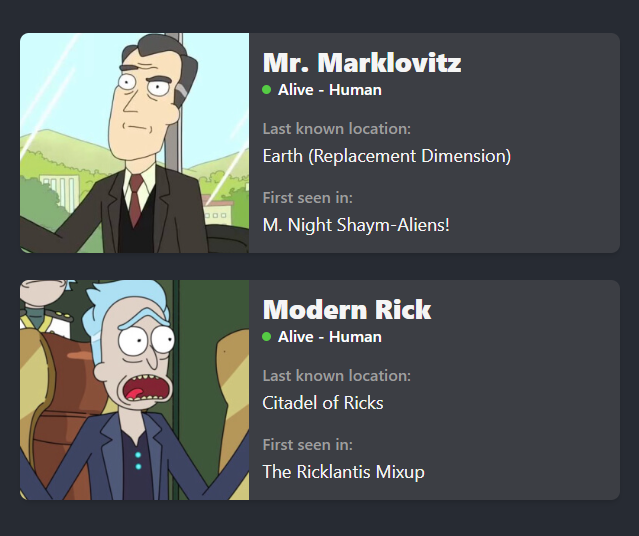 Mr. Marklovitz
Alive - Human
Last known location:
Earth (Replacement Dimension)
First seen in:
M. Night Shaym-Aliens!
Modern Rick
Alive - Human
Last known location:
Citadel of Ricks
First seen in:
The Ricklantis Mixup